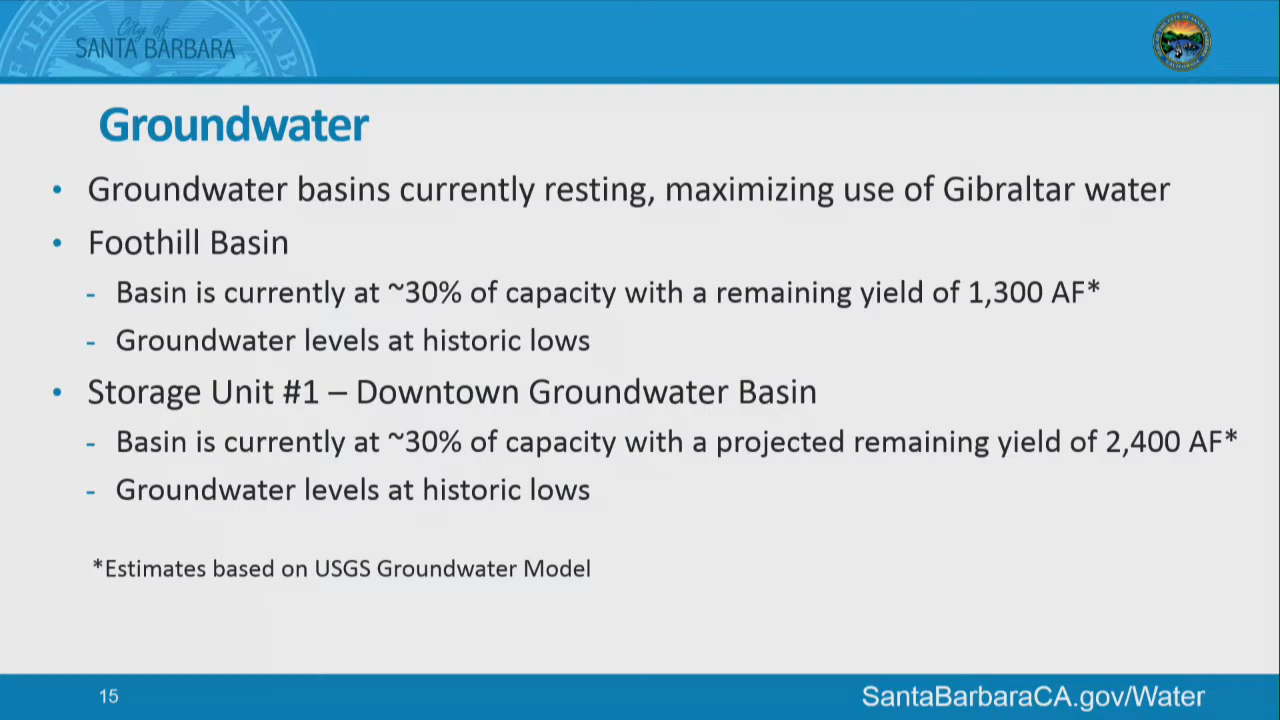 City of
SANTA BARBARA
Groundwater
• Groundwater basins currently resting, maximizing use of Gibraltar water
• Foothill Basin
- Basin is currently at ~30% of capacity with a remaining yield of 1,300 AF*
- Groundwater levels at historic lows
• Storage Unit #1 – Downtown Groundwater Basin
- Basin is currently at ~30% of capacity with a projected remaining yield of 2,400 AF*
- Groundwater levels at historic lows
*Estimates based on USGS Groundwater Model
15
SantaBarbaraCA.gov/Water